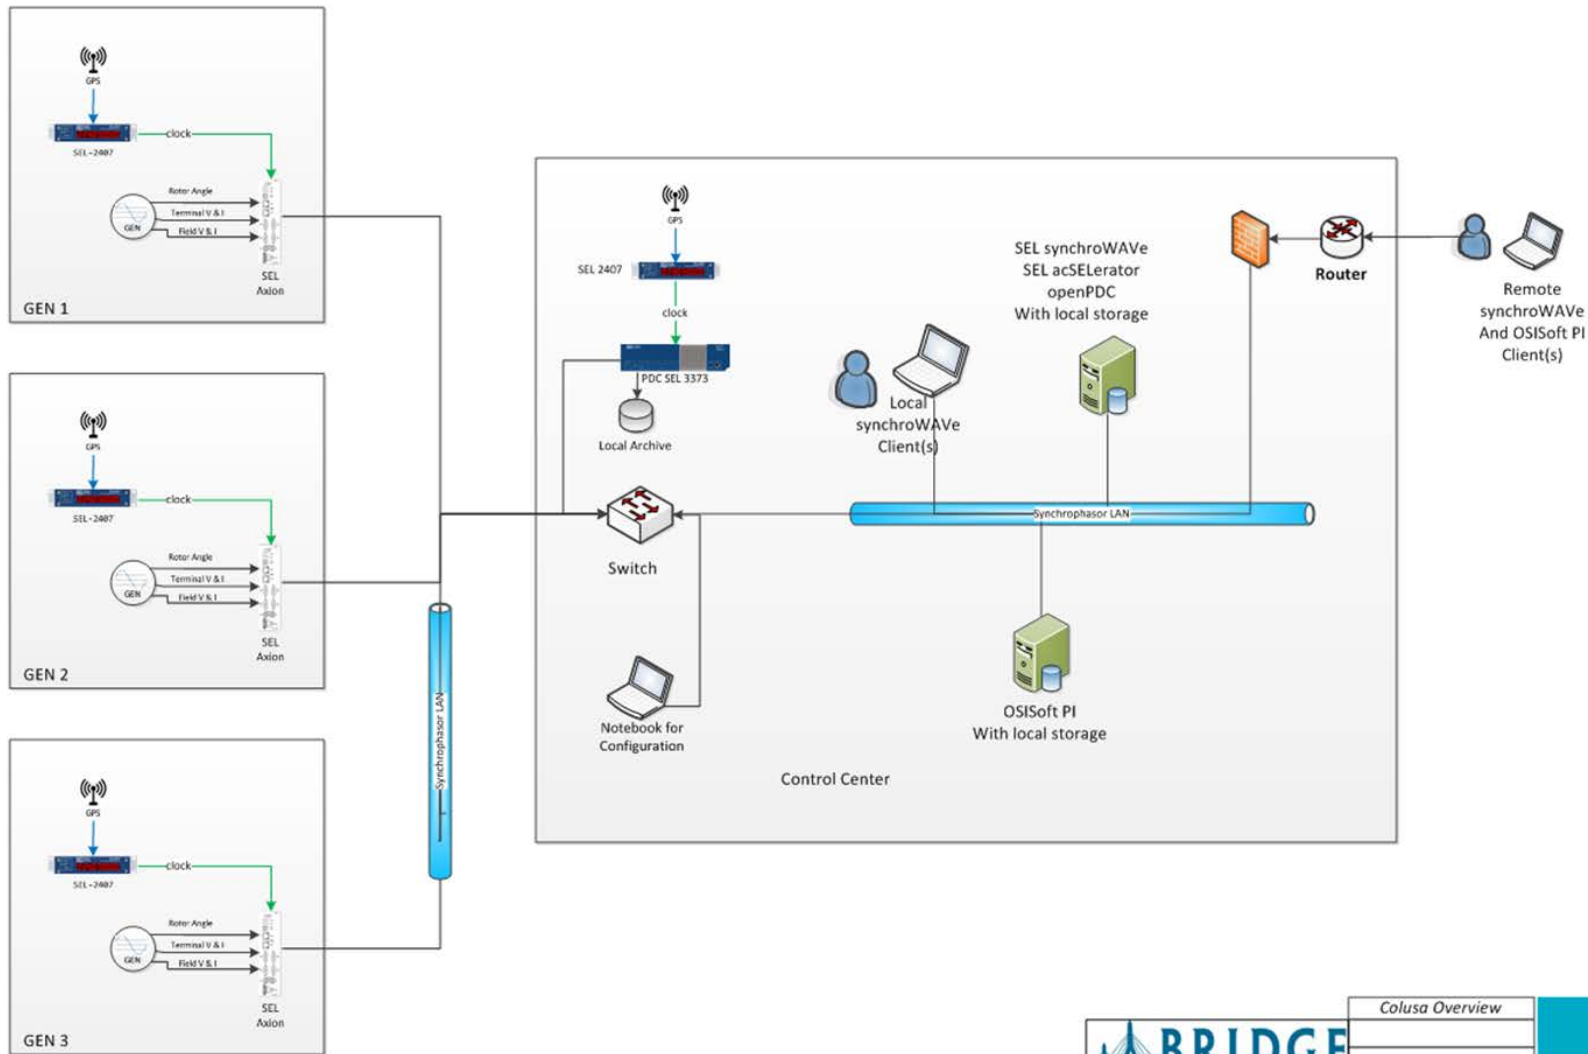 GPS
clock
SEL-2407
Rotor Angle
Terminal V & I
GEN
Field V & I
SEL
Axion
GEN 1
GPS
clock
SEL-2407
Rotor Angle
Terminal V & I
GEN
Field V & I
SEL
Axion
GEN 2
GPS
clock
SEL-2407
Rotor Angle
Terminal V & I
GEN
Field V & I
SEL
Axion
GEN 3
Synchrophasor LAN
GPS
SEL 2407
clock
PDC SEL 3373
Local Archive
Switch
Notebook for
Configuration
Local
synchroWAVe
Client(s)
SEL synchroWAVe
SEL acSELerator
openPDC
With local storage
Synchrophasor LAN
OSISoft PI
With local storage
Control Center
Router
Remote
synchroWAVe
And OSISoft PI
Client(s)
Colusa Overview
BRIDGE